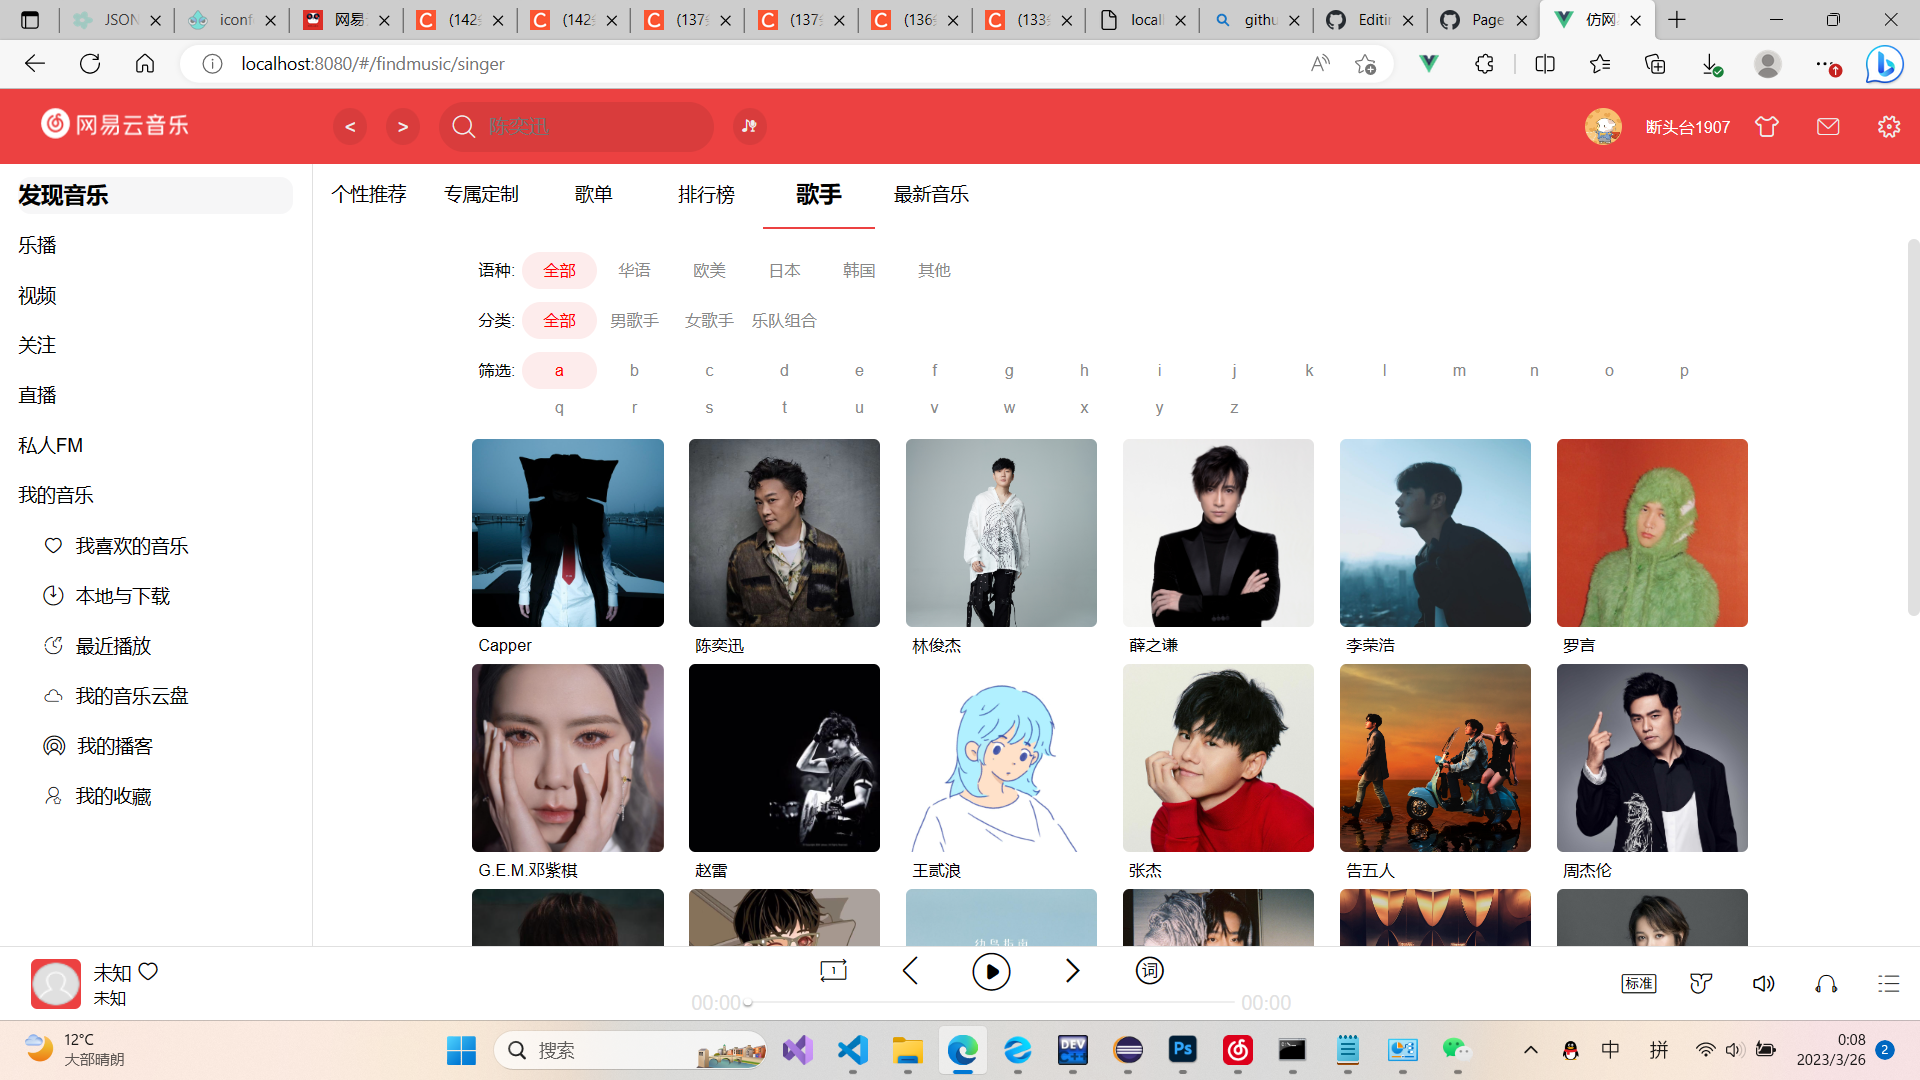 JSON
iconf
网易
(142
(142
(137
(137
(136
(133
locall
githu
Editin
Page
仿网
localhost:8080/#/findmusic/singer
网易云音乐
<
>
陈奕迅
断头台1907
发现音乐
个性推荐 专属定制 歌单 排行榜 歌手 最新音乐
乐播
视频
关注
直播
私人FM
我的音乐
我喜欢的音乐
本地与下载
最近播放
我的音乐云盘
我的播客
我的收藏
语种: 全部 华语 欧美 日本 韩国 其他
分类: 全部 男歌手 女歌手 乐队组合
筛选: a b c d e f g h i j k l m n o p
q r s t u v w x y z
Capper 陈奕迅 林俊杰 薛之谦 李荣浩 罗言
G.E.M.邓紫棋 赵雷 王贰浪 张杰 告五人 周杰伦
未知
未知
1
词
00:00 00:00
标准
12°C
大部晴朗
搜索
DEV
Ps
中
拼
0:08
2023/3/26
2